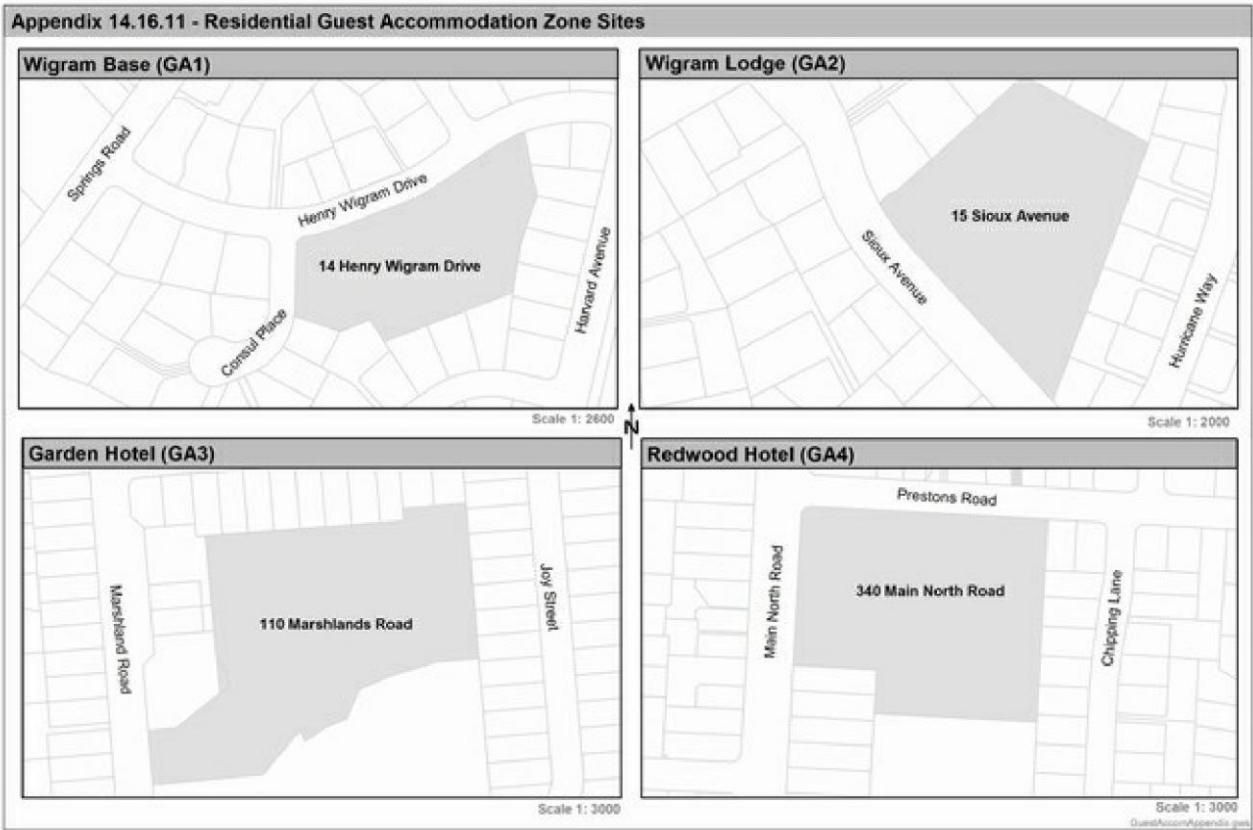 Appendix 14.16.11 - Residential Guest Accommodation Zone Sites
Wigram Base (GA1)
Springs Road
Henry Wigram Drive
14 Henry Wigram Drive
Consul Place
Harvard Avenue
Scale 1: 2600
Wigram Lodge (GA2)
15 Sioux Avenue
Sioux Avenue
Hurricane Way
Scale 1: 2000
N
Garden Hotel (GA3)
Marshland Road
110 Marshlands Road
Joy Street
Scale 1: 3000
Redwood Hotel (GA4)
Prestons Road
Main North Road
340 Main North Road
Chipping Lane
Scale 1: 3000